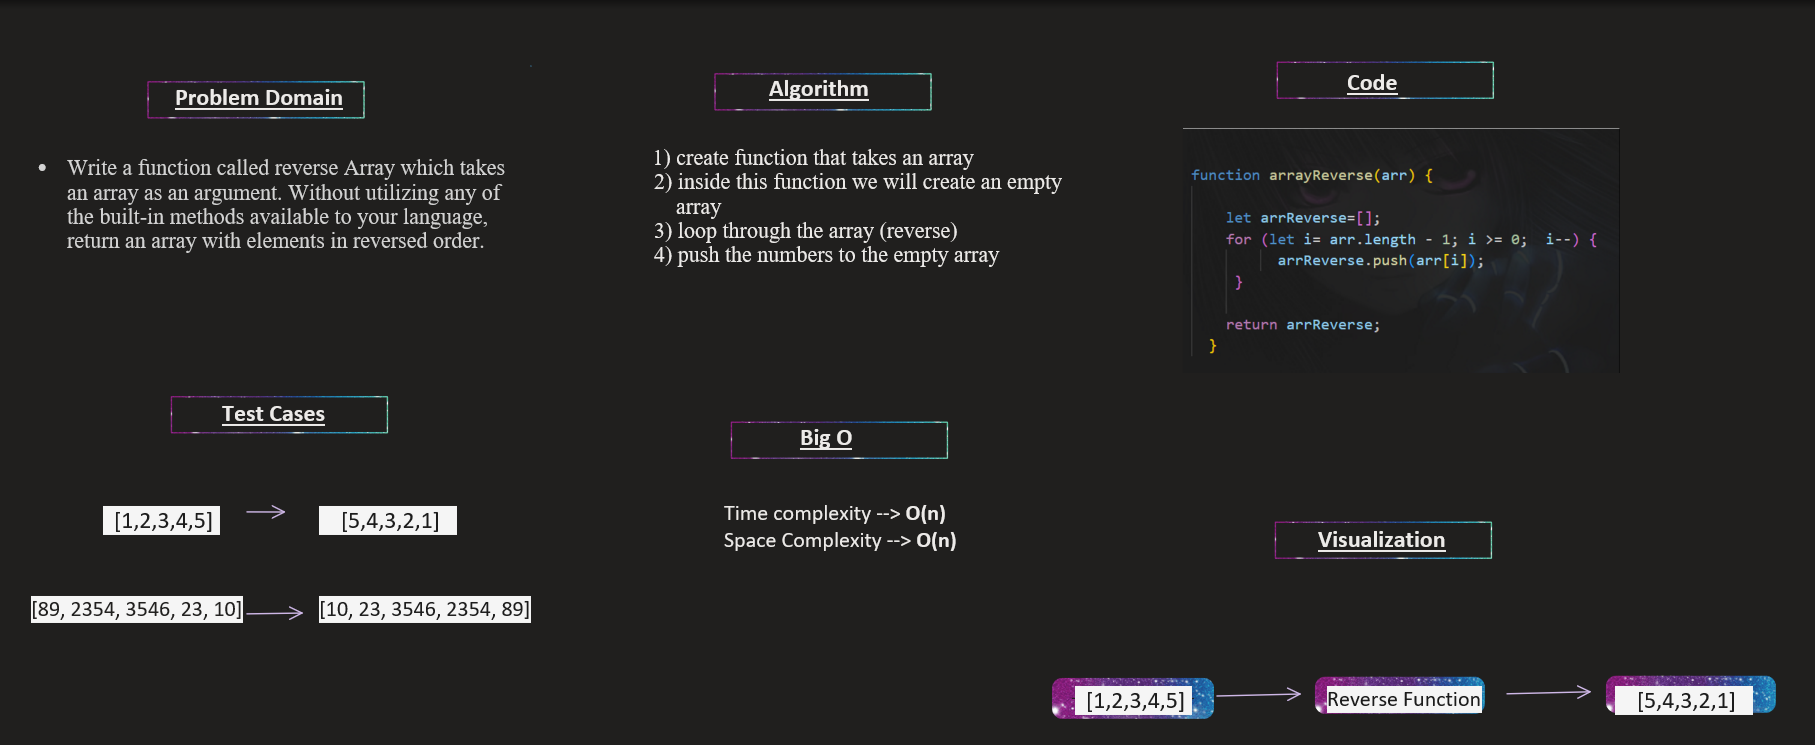 Problem Domain
• Write a function called reverse Array which takes
an array as an argument. Without utilizing any of
the built-in methods available to your language,
return an array with elements in reversed order.
Algorithm
1) create function that takes an array
2) inside this function we will create an empty
array
3) loop through the array (reverse)
4) push the numbers to the empty array
Code
function arrayReverse(arr) {
let arrReverse=[];
for (let i= arr.length - 1; i >= 0;  i--) {
arrReverse.push(arr[i]);
}
return arrReverse;
}
Test Cases
[1,2,3,4,5]
[5,4,3,2,1]
[89, 2354, 3546, 23, 10]
[10, 23, 3546, 2354, 89]
Big O
Time complexity --> O(n)
Space Complexity --> O(n)
Visualization
[1,2,3,4,5]
Reverse Function
[5,4,3,2,1]